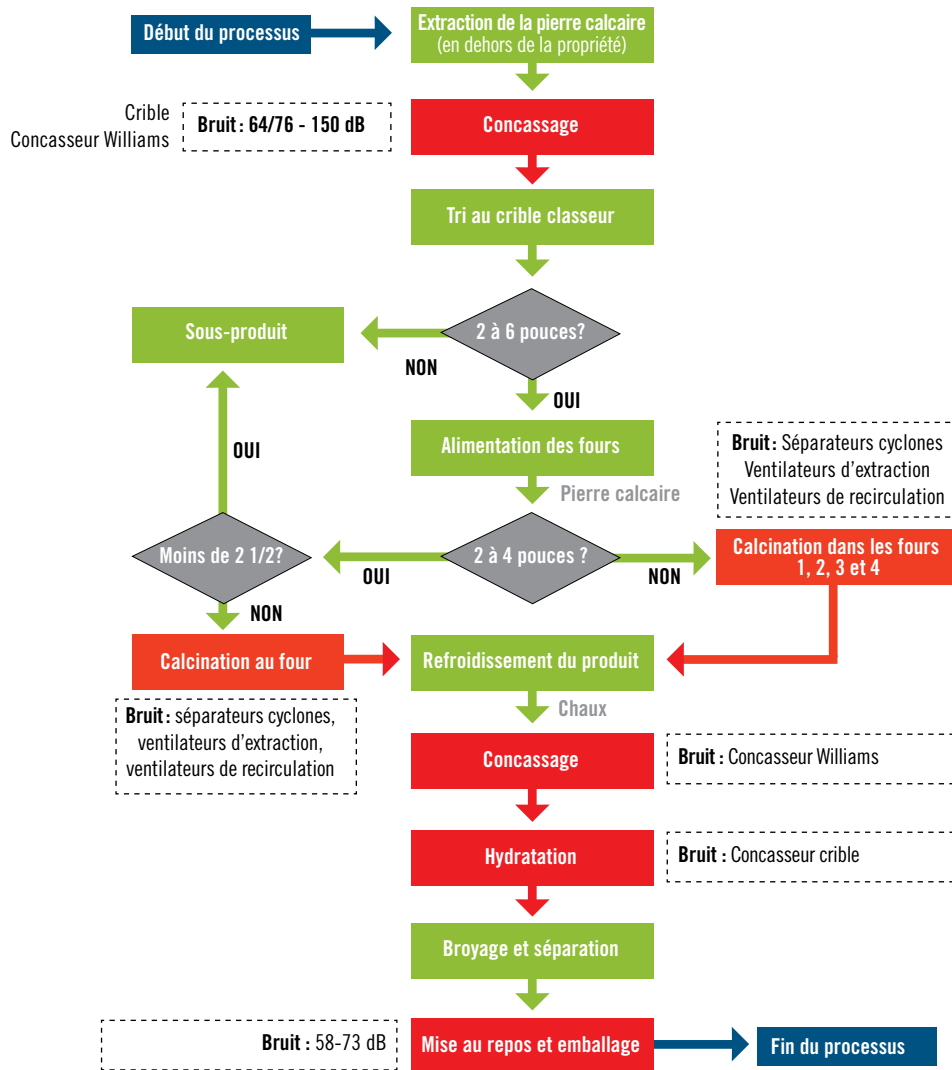 Début du processus
Extraction de la pierre calcaire
(en dehors de la propriété)
Crible
Concasseur Williams
Bruit : 64/76 - 150 dB
Concassage
Tri au crible classeur
Sous-produit
2 à 6 pouces?
NON
OUI
OUI
Alimentation des fours
Pierre calcaire
Bruit : Séparateurs cyclones
Ventilateurs d'extraction
Ventilateurs de recirculation
Moins de 2 1/2?
OUI
2 à 4 pouces ?
NON
Calcination dans les fours
1, 2, 3 et 4
NON
Calcination au four
Refroidissement du produit
Bruit : séparateurs cyclones,
ventilateurs d'extraction,
ventilateurs de recirculation
Chaux
Concassage
Bruit : Concasseur Williams
Hydratation
Bruit : Concasseur crible
Broyage et séparation
Bruit : 58-73 dB
Mise au repos et emballage
Fin du processus